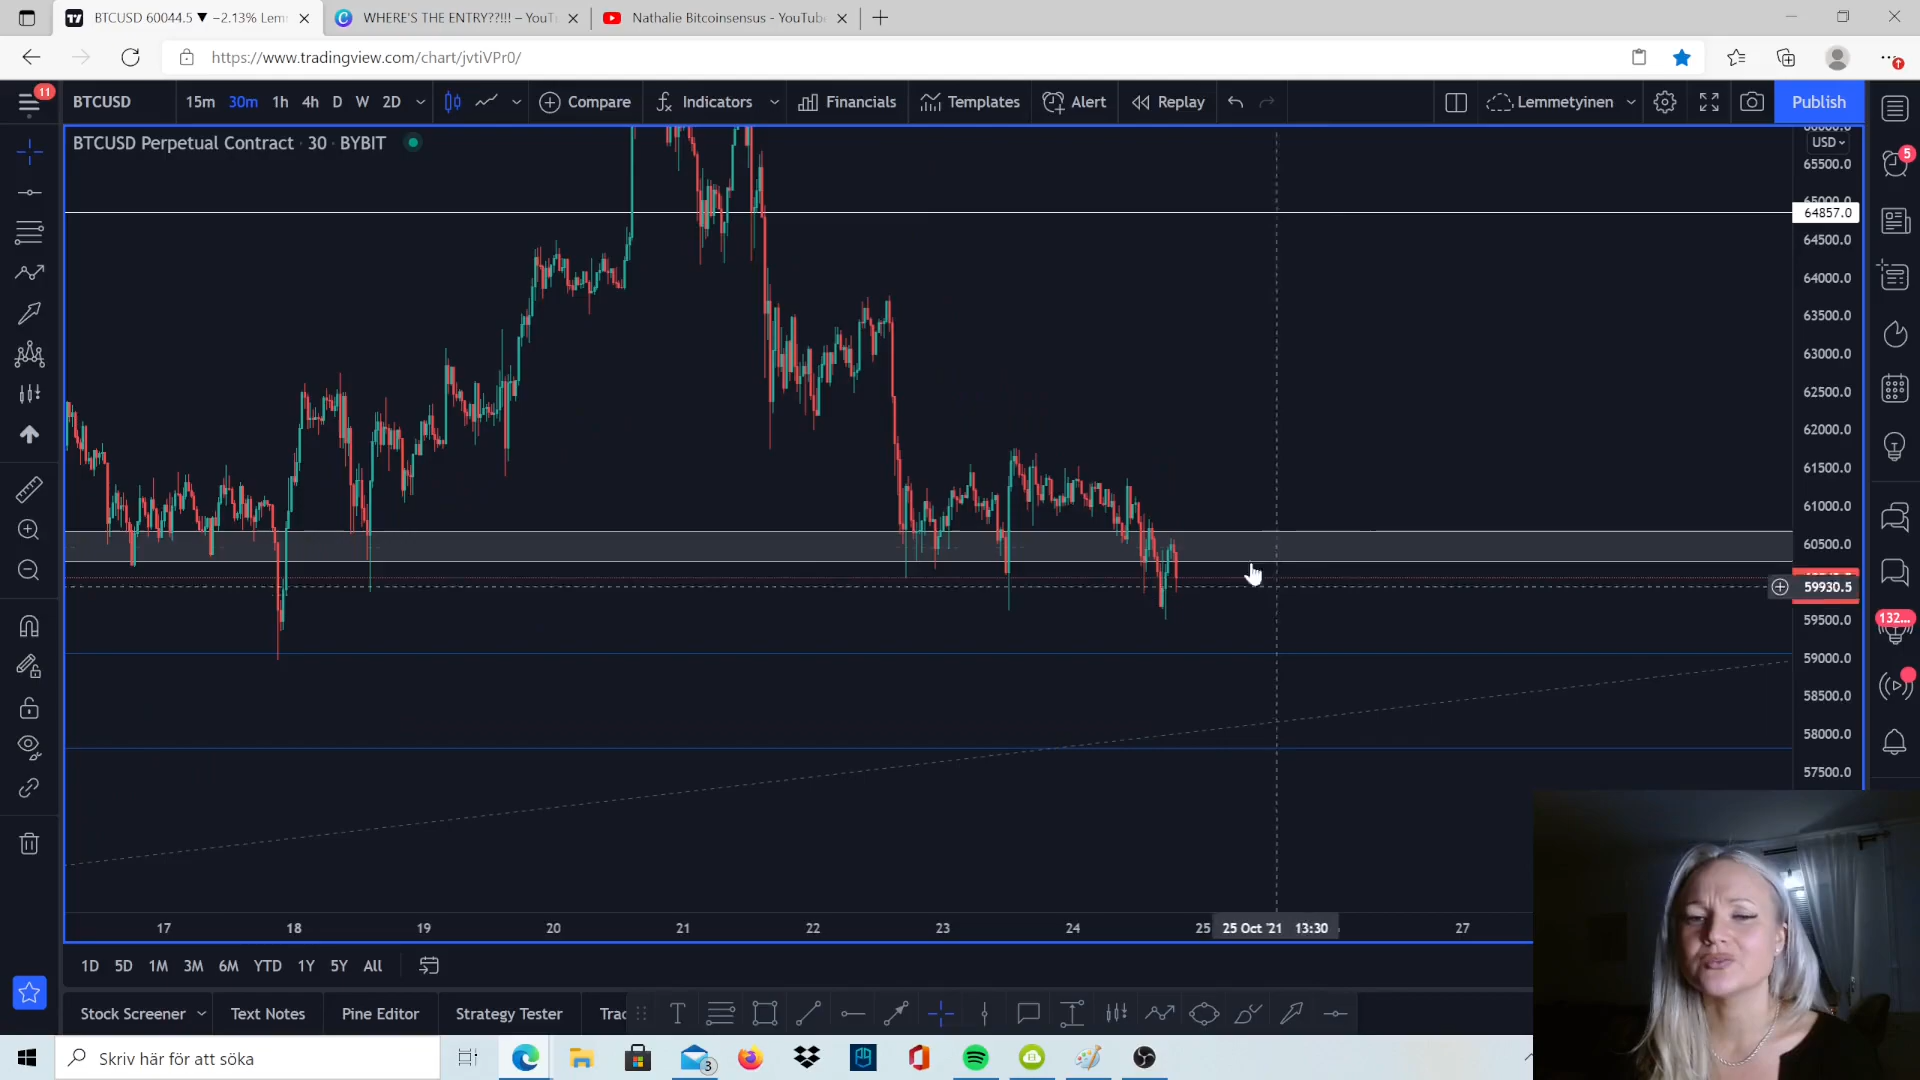 BTCUSD 60044.5 ▼ −2.13% Lem
WHERE'S THE ENTRY??!!! – YouT
Nathalie Bitcoinsensus - YouTub
https://www.tradingview.com/chart/jvtiVPr0/
11
BTCUSD
15m 30m 1h 4h D W 2D
Compare
Indicators
Financials
Templates
Alert
Replay
Lemmetyinen
Publish
BTCUSD Perpetual Contract · 30 · BYBIT
USD
65500.0
5
64857.0
64500.0
64000.0
63500.0
63000.0
62500.0
62000.0
61500.0
61000.0
60500.0
59930.5
59500.0
132...
59000.0
58500.0
58000.0
57500.0
17 18 19 20 21 22 23 24 25 25 Oct '21 13:30 27
1D 5D 1M 3M 6M YTD 1Y 5Y All
Stock Screener
Text Notes
Pine Editor
Strategy Tester
Skriv här för att söka
3